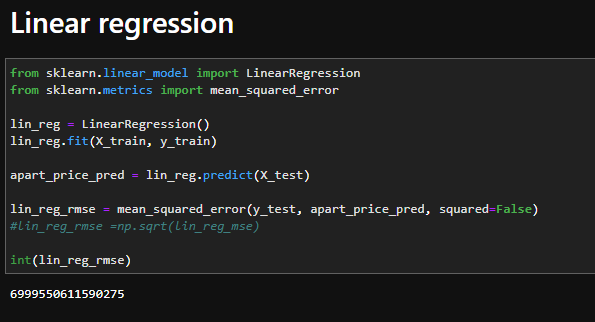 Linear regression
from sklearn.linear_model import LinearRegression
from sklearn.metrics import mean_squared_error
lin_reg = LinearRegression()
lin_reg.fit(X_train, y_train)
apart_price_pred = lin_reg.predict(X_test)
lin_reg_rmse = mean_squared_error(y_test, apart_price_pred, squared=False)
#lin_reg_rmse =np.sqrt(lin_reg_mse)
int(lin_reg_rmse)
6999550611590275